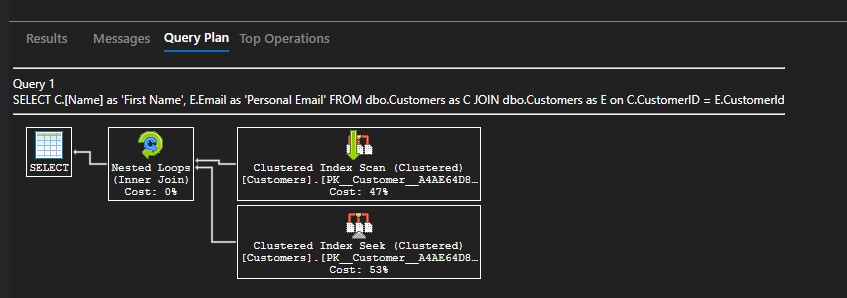 Results Messages Query Plan Top Operations
Query 1
SELECT C.[Name] as 'First Name', E.Email as 'Personal Email' FROM dbo.Customers as C JOIN dbo.Customers as E on C.CustomerID = E.CustomerId
SELECT
Nested Loops
(Inner Join)
Cost: 0%
Clustered Index Scan (Clustered)
[Customers].[PK__Customer__A4AE64D8…
Cost: 47%
Clustered Index Seek (Clustered)
[Customers].[PK__Customer__A4AE64D8…
Cost: 53%